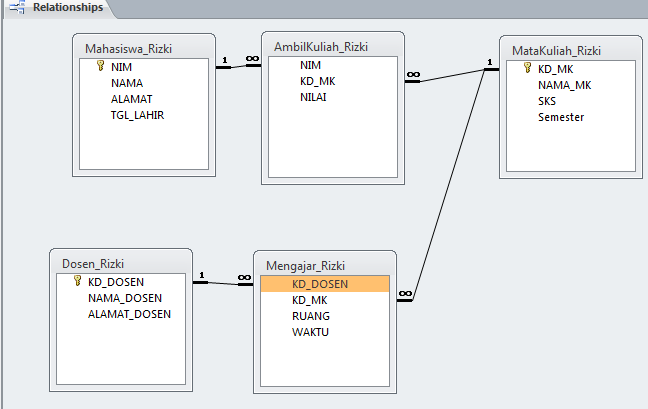 Relationships
Mahasiswa_Rizki
NIM
NAMA
ALAMAT
TGL_LAHIR
1
∞
AmbilKuliah_Rizki
NIM
KD_MK
NILAI
∞
1
MataKuliah_Rizki
KD_MK
NAMA_MK
SKS
Semester
Dosen_Rizki
KD_DOSEN
NAMA_DOSEN
ALAMAT_DOSEN
1
∞
Mengajar_Rizki
KD_DOSEN
KD_MK
RUANG
WAKTU
∞